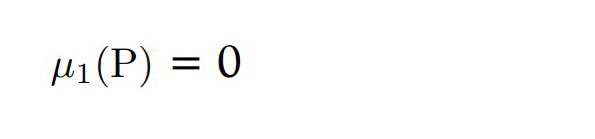 μ₁(P) = 0